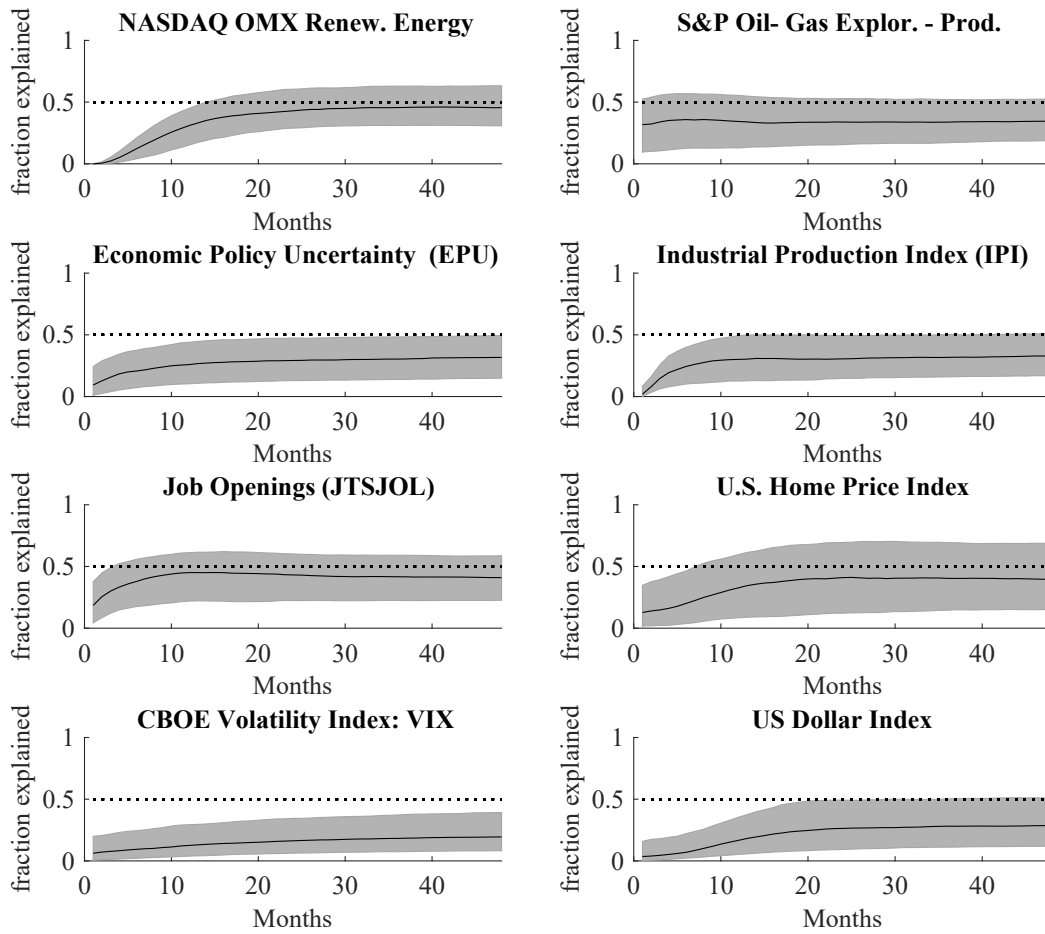 NASDAQ OMX Renew. Energy
fraction explained
1
0.5
0
0 10 20 30 40
Months
S&P Oil- Gas Explor. - Prod.
fraction explained
1
0.5
0
0 10 20 30 40
Months
Economic Policy Uncertainty (EPU)
fraction explained
1
0.5
0
0 10 20 30 40
Months
Industrial Production Index (IPI)
fraction explained
1
0.5
0
0 10 20 30 40
Months
Job Openings (JTSJOL)
fraction explained
1
0.5
0
0 10 20 30 40
Months
U.S. Home Price Index
fraction explained
1
0.5
0
0 10 20 30 40
Months
CBOE Volatility Index: VIX
fraction explained
1
0.5
0
0 10 20 30 40
Months
US Dollar Index
fraction explained
1
0.5
0
0 10 20 30 40
Months